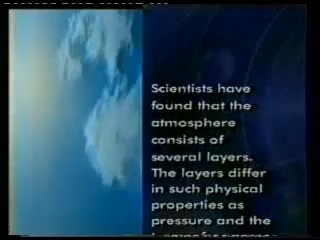 Scientists have
found that the
atmosphere
consists of
several layers.
The layers differ
in such physical
properties as
pressure and the